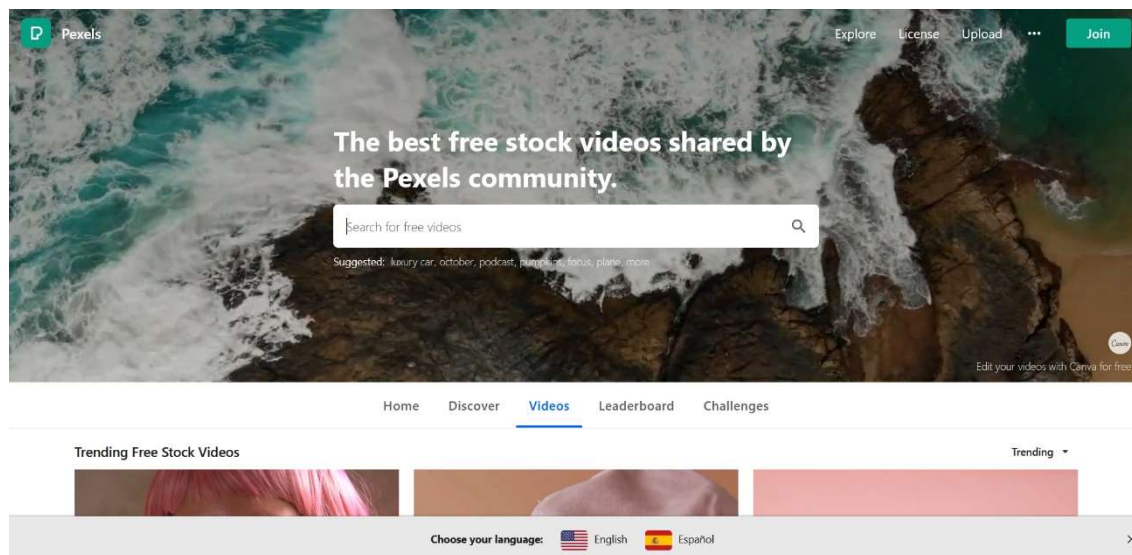 Pexels
Explore License Upload ••• Join
The best free stock videos shared by
the Pexels community.
Search for free videos
Suggested: luxury car, october, podcast, pumpkins, focus, plane, more
Canva
Edit your videos with Canva for free
Home Discover Videos Leaderboard Challenges
Trending Free Stock Videos Trending
Choose your language: English Español